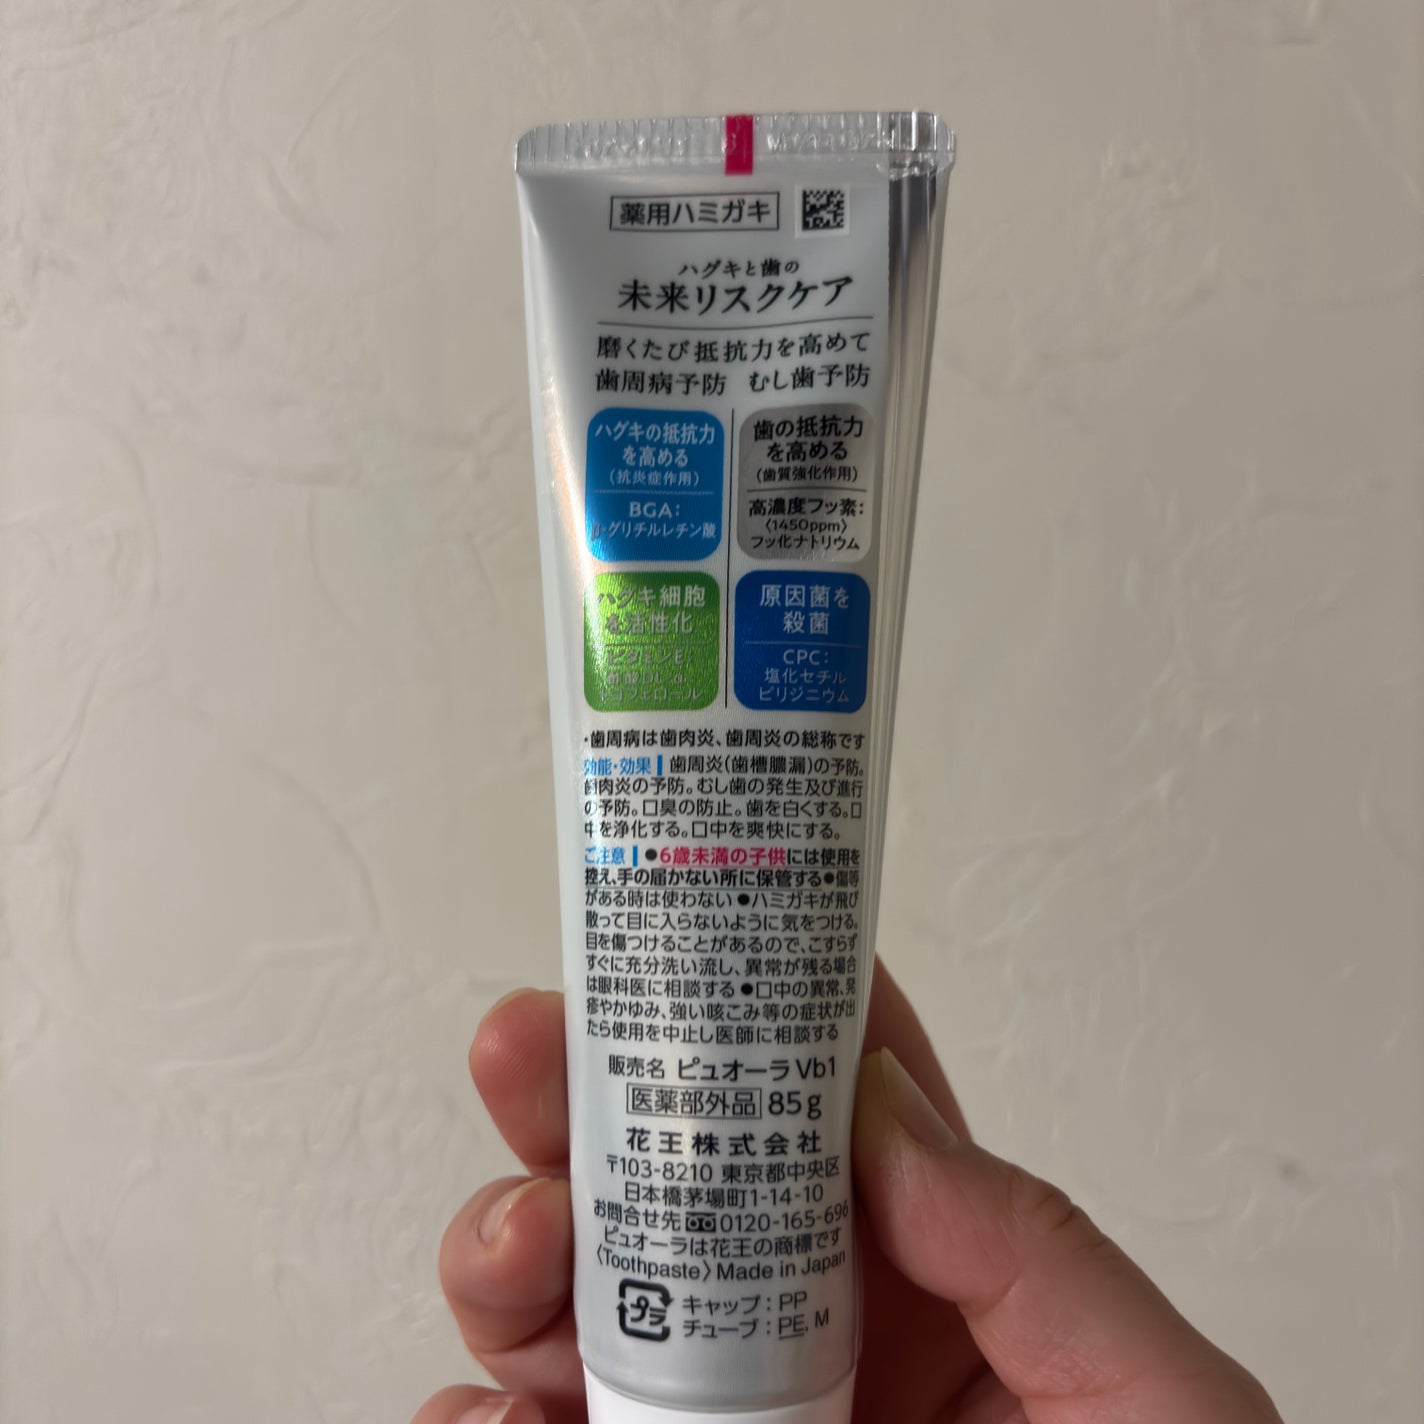 薬用ハミガキ
ハグキと歯の
未来リスクケア
磨くたび抵抗力を高めて
歯周病予防 むし歯予防
ハグキの抵抗力
を高める
(抗炎症作用)
BGA:
β-グリチルレチン酸
歯の抵抗力
を高める
(歯質強化作用)
高濃度フッ素:
〈1450ppm〉
フッ化ナトリウム
ハグキ細胞
を活性化
ビタミンE:
酢酸DL-α-
トコフェロール
原因菌を
殺菌
CPC:
塩化セチル
ピリジニウム
・歯周病は歯肉炎、歯周炎の総称です
効能・効果 歯周炎(歯槽膿漏)の予防。
歯肉炎の予防。むし歯の発生及び進行
の予防。口臭の防止。歯を白くする。口
中を浄化する。口中を爽快にする。
ご注意 ●6歳未満の子供には使用を
控え、手の届かない所に保管する●傷等
がある時は使わない●ハミガキが飛び
散って目に入らないように気をつける。
目を傷つけることがあるので、こすらず
すぐに充分洗い流し、異常が残る場合
は眼科医に相談する●口中の異常、発
疹やかゆみ、強い咳こみ等の症状が出
たら使用を中止し医師に相談する
販売名 ピュオーラVb1
医薬部外品 85g
花王株式会社
〒103-8210 東京都中央区
日本橋茅場町1-14-10
お問合せ先 0120-165-696
ピュオーラは花王の商標です
〈Toothpaste〉Made in Japan
プラ キャップ:PP
チューブ:PE, M